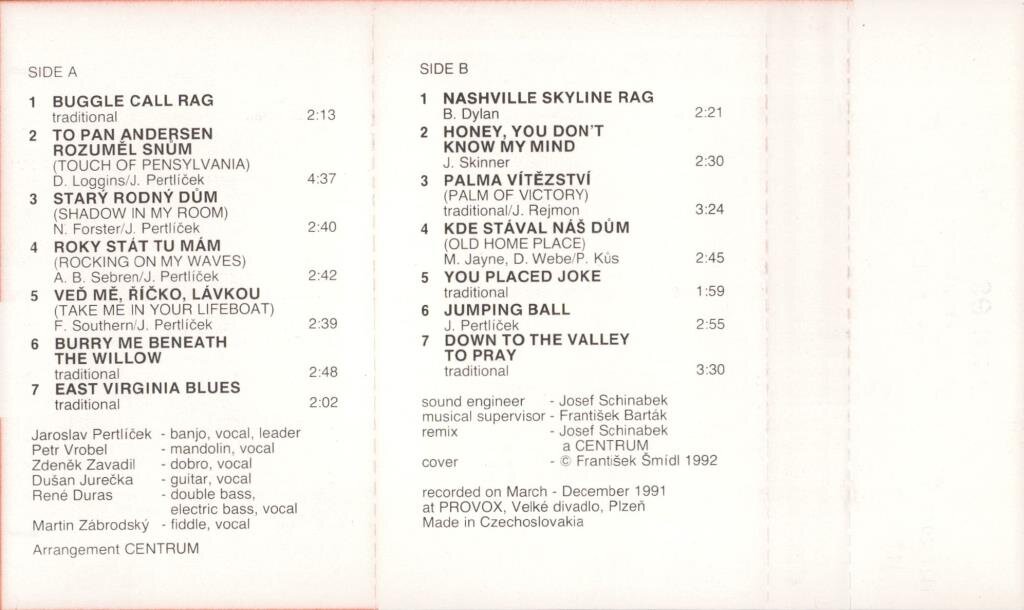 SIDE A
1 BUGGLE CALL RAG
traditional 2:13
2 TO PAN ANDERSEN
ROZUMĚL SNŮM
(TOUCH OF PENSYLVANIA)
D. Loggins/J. Pertlíček 4:37
3 STARÝ RODNÝ DŮM
(SHADOW IN MY ROOM)
N. Forster/J. Pertlíček 2:40
4 ROKY STÁT TU MÁM
(ROCKING ON MY WAVES)
A. B. Sebren/J. Pertlíček 2:42
5 VEĎ MĚ, ŘÍČKO, LÁVKOU
(TAKE ME IN YOUR LIFEBOAT)
F. Southern/J. Pertlíček 2:39
6 BURRY ME BENEATH
THE WILLOW
traditional 2:48
7 EAST VIRGINIA BLUES
traditional 2:02
Jaroslav Pertlíček - banjo, vocal, leader
Petr Vrobel - mandolin, vocal
Zdeněk Zavadil - dobro, vocal
Dušan Jurečka - guitar, vocal
René Duras - double bass,
electric bass, vocal
Martin Zábrodský - fiddle, vocal
Arrangement CENTRUM
SIDE B
1 NASHVILLE SKYLINE RAG
B. Dylan 2:21
2 HONEY, YOU DON'T
KNOW MY MIND
J. Skinner 2:30
3 PALMA VÍTĚZSTVÍ
(PALM OF VICTORY)
traditional/J. Rejmon 3:24
4 KDE STÁVAL NÁŠ DŮM
(OLD HOME PLACE)
M. Jayne, D. Webe/P. Kůs 2:45
5 YOU PLACED JOKE
traditional 1:59
6 JUMPING BALL
J. Pertlíček 2:55
7 DOWN TO THE VALLEY
TO PRAY
traditional 3:30
sound engineer - Josef Schinabek
musical supervisor - František Barták
remix - Josef Schinabek
a CENTRUM
cover - © František Šmídl 1992
recorded on March - December 1991
at PROVOX, Velké divadlo, Plzeň
Made in Czechoslovakia